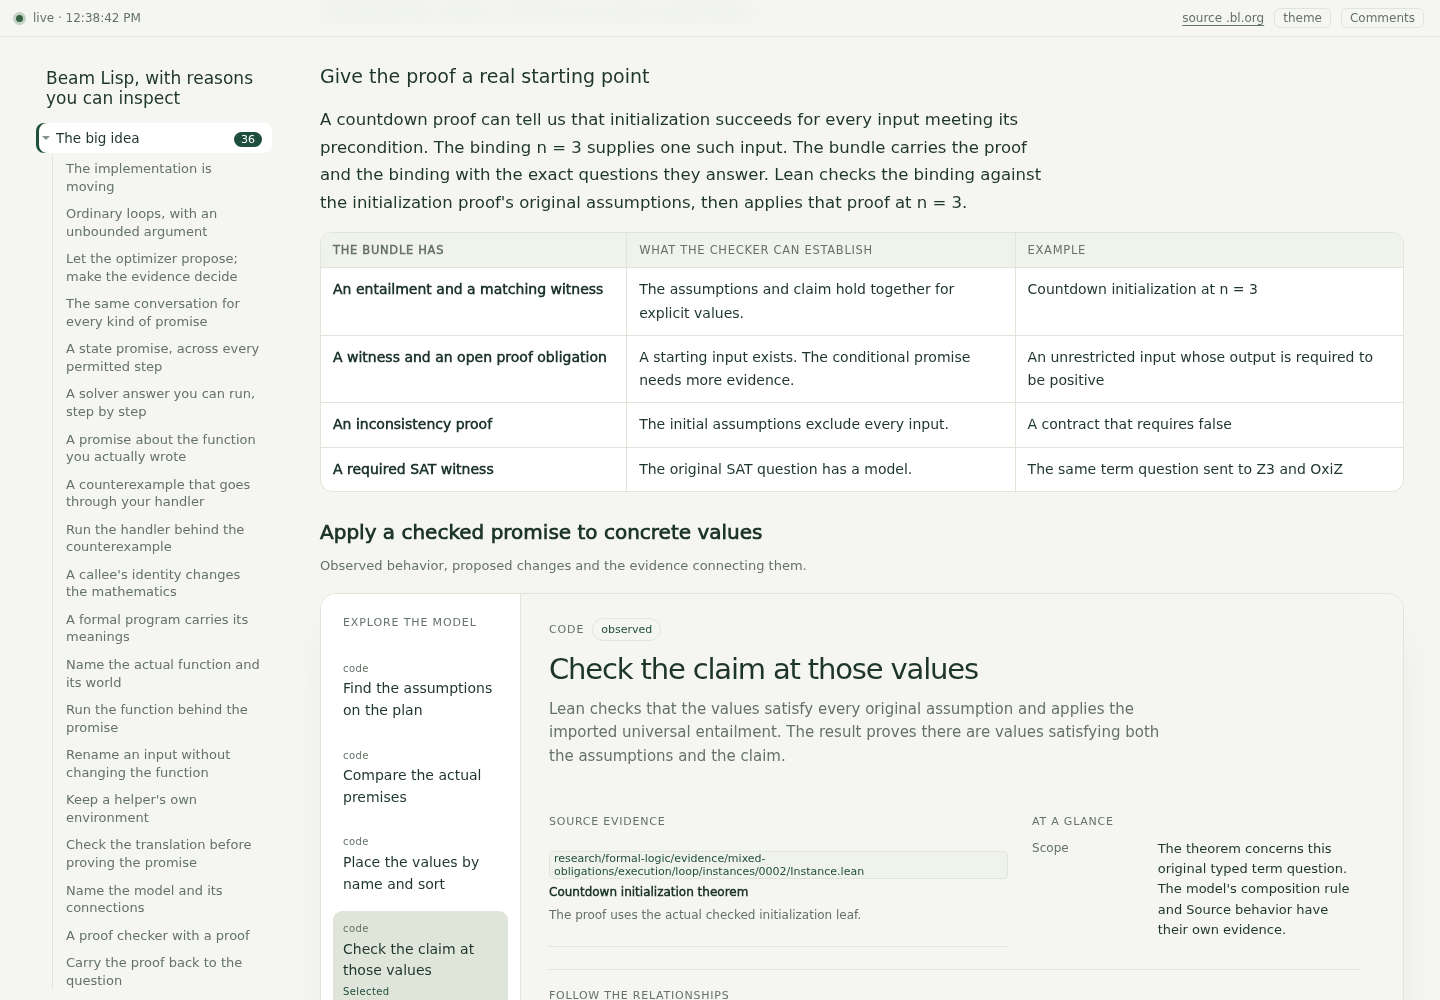 live · 12:38:42 PM
source .bl.org
theme
Comments
Beam Lisp, with reasons
you can inspect
The big idea
36
The implementation is
moving
Ordinary loops, with an
unbounded argument
Let the optimizer propose;
make the evidence decide
The same conversation for
every kind of promise
A state promise, across every
permitted step
A solver answer you can run,
step by step
A promise about the function
you actually wrote
A counterexample that goes
through your handler
Run the handler behind the
counterexample
A callee's identity changes
the mathematics
A formal program carries its
meanings
Name the actual function and
its world
Run the function behind the
promise
Rename an input without
changing the function
Keep a helper's own
environment
Check the translation before
proving the promise
Name the model and its
connections
A proof checker with a proof
Carry the proof back to the
question
Give the proof a real starting point
A countdown proof can tell us that initialization succeeds for every input meeting its
precondition. The binding n = 3 supplies one such input. The bundle carries the proof
and the binding with the exact questions they answer. Lean checks the binding against
the initialization proof's original assumptions, then applies that proof at n = 3.
THE BUNDLE HAS
WHAT THE CHECKER CAN ESTABLISH
EXAMPLE
An entailment and a matching witness
The assumptions and claim hold together for
explicit values.
Countdown initialization at n = 3
A witness and an open proof obligation
A starting input exists. The conditional promise
needs more evidence.
An unrestricted input whose output is required to
be positive
An inconsistency proof
The initial assumptions exclude every input.
A contract that requires false
A required SAT witness
The original SAT question has a model.
The same term question sent to Z3 and OxiZ
Apply a checked promise to concrete values
Observed behavior, proposed changes and the evidence connecting them.
EXPLORE THE MODEL
code
Find the assumptions
on the plan
code
Compare the actual
premises
code
Place the values by
name and sort
code
Check the claim at
those values
Selected
CODE
observed
Check the claim at those values
Lean checks that the values satisfy every original assumption and applies the
imported universal entailment. The result proves there are values satisfying both
the assumptions and the claim.
SOURCE EVIDENCE
research/formal-logic/evidence/mixed-
obligations/execution/loop/instances/0002/Instance.lean
Countdown initialization theorem
The proof uses the actual checked initialization leaf.
AT A GLANCE
Scope
The theorem concerns this
original typed term question.
The model's composition rule
and Source behavior have
their own evidence.
FOLLOW THE RELATIONSHIPS